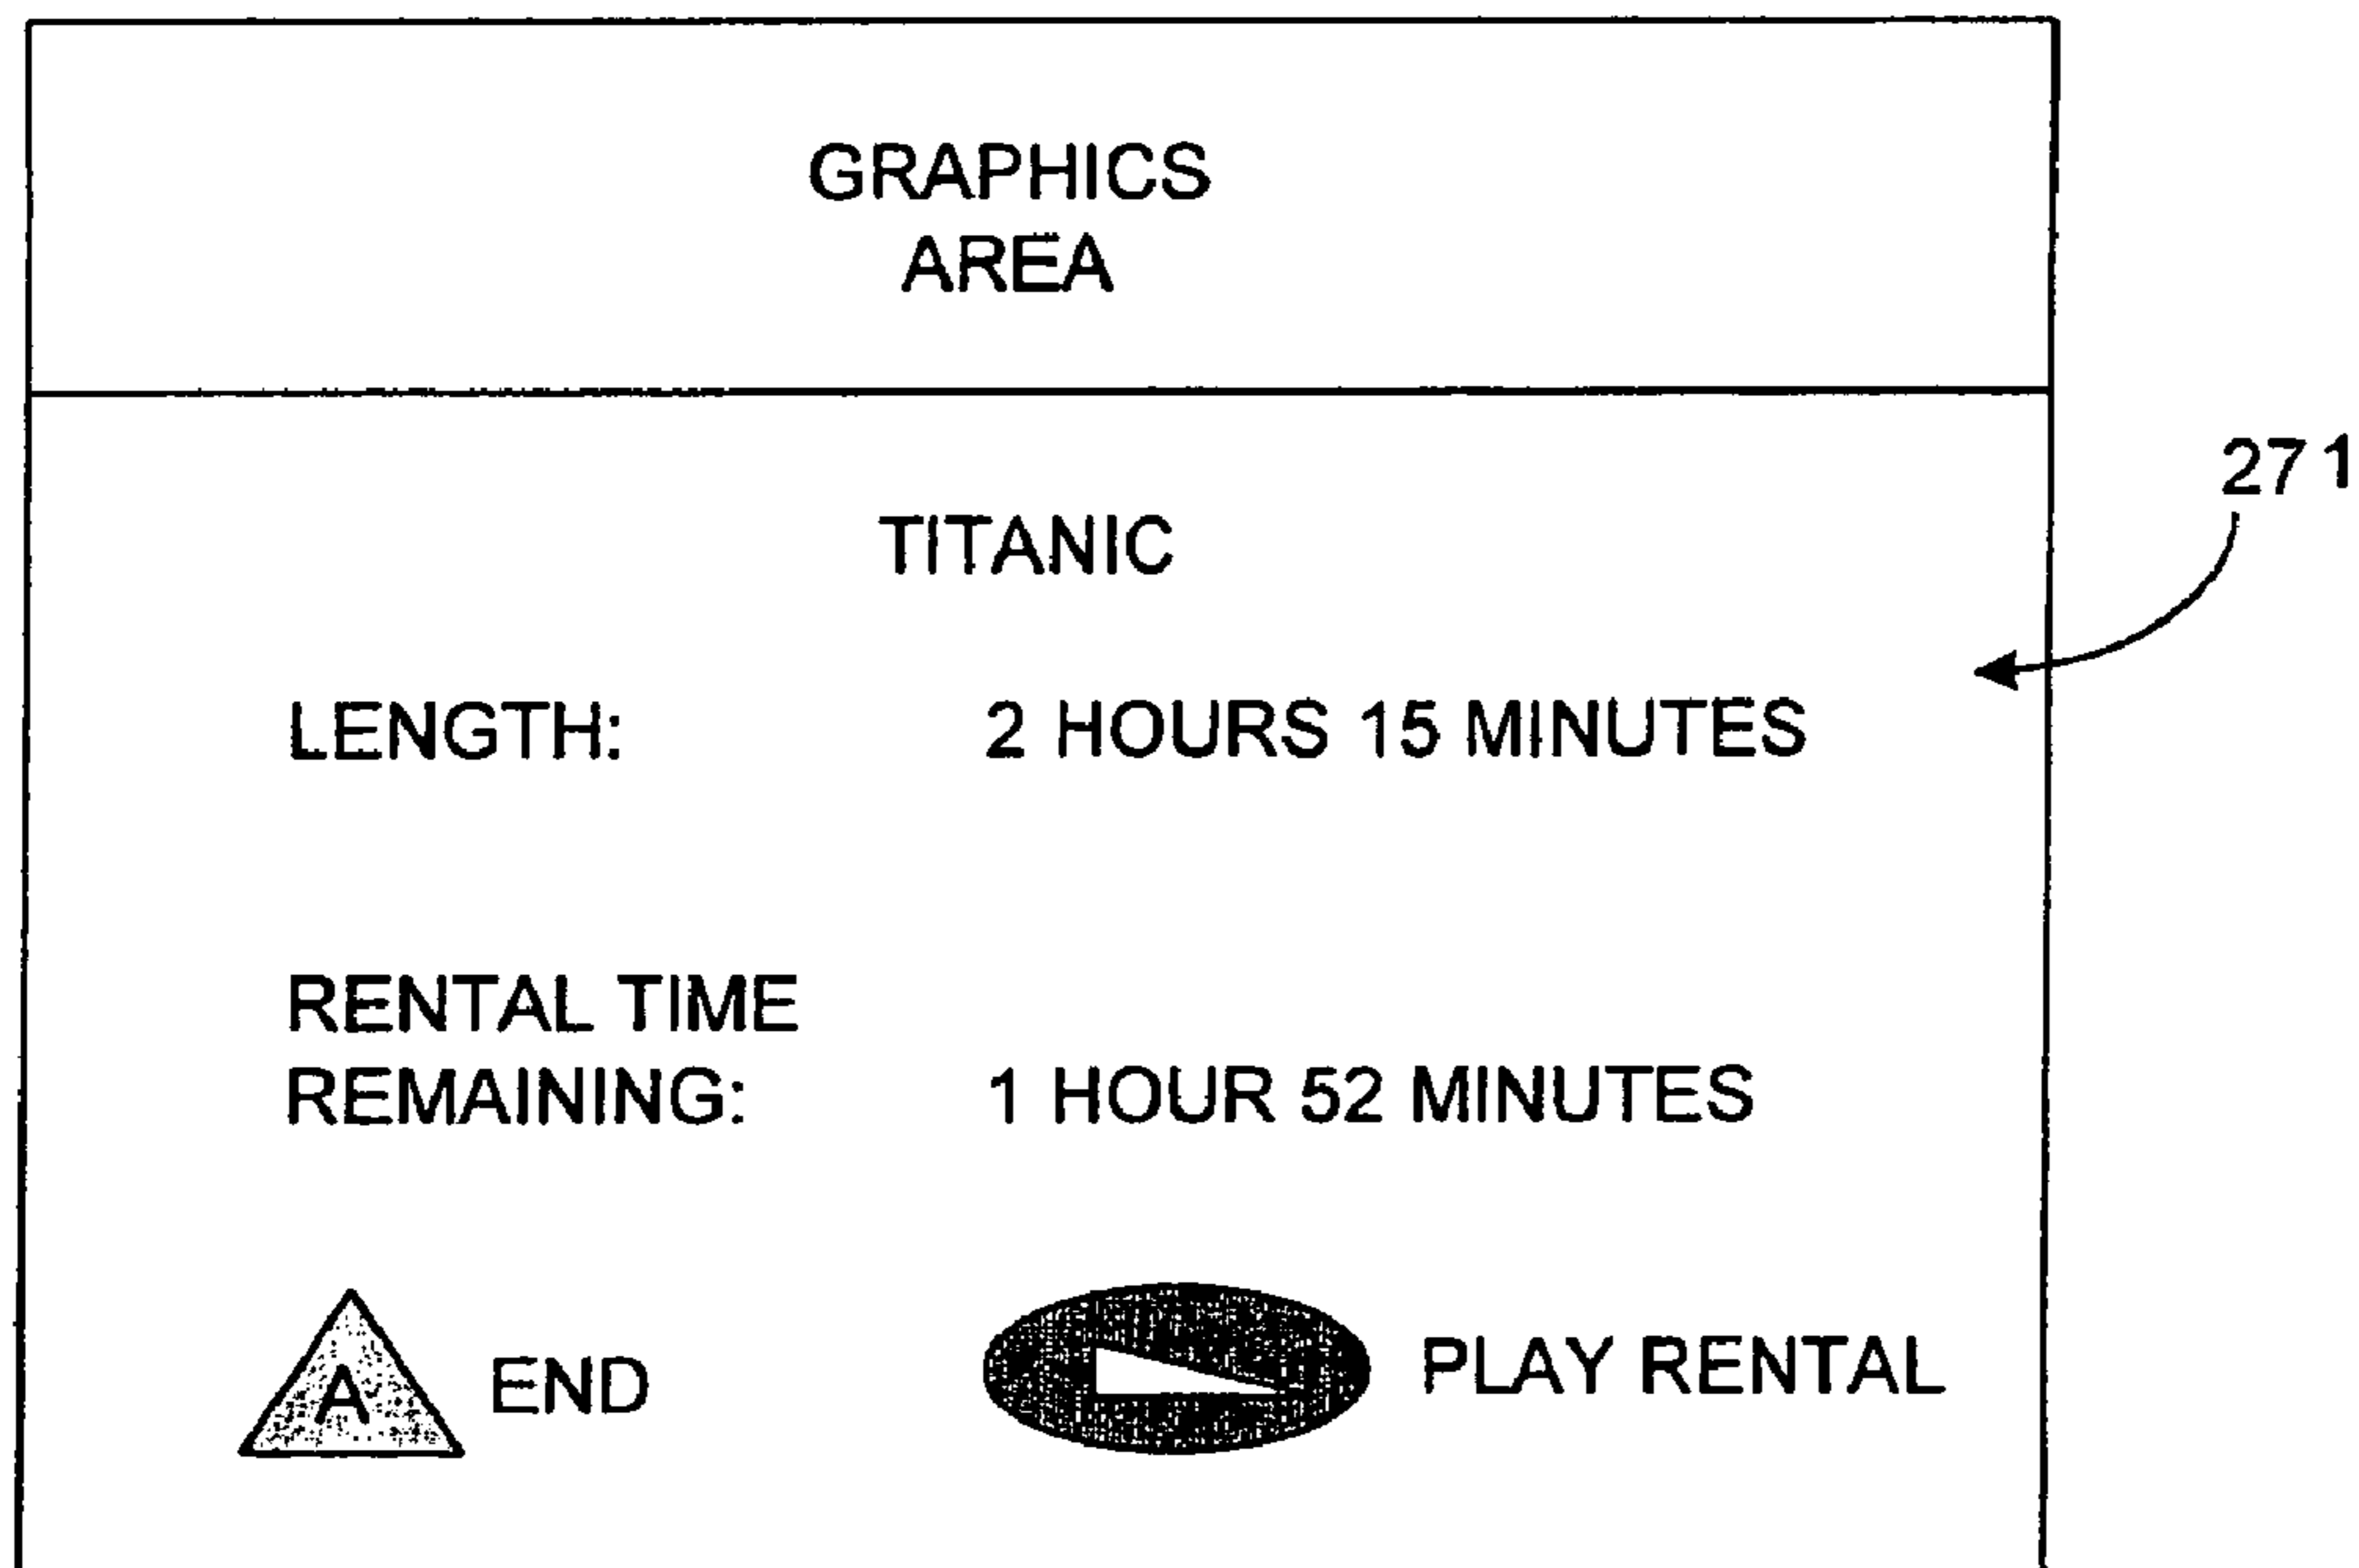 GRAPHICS
AREA
271
TITANIC
LENGTH: 2 HOURS 15 MINUTES
RENTAL TIME
REMAINING: 1 HOUR 52 MINUTES
A END PLAY RENTAL